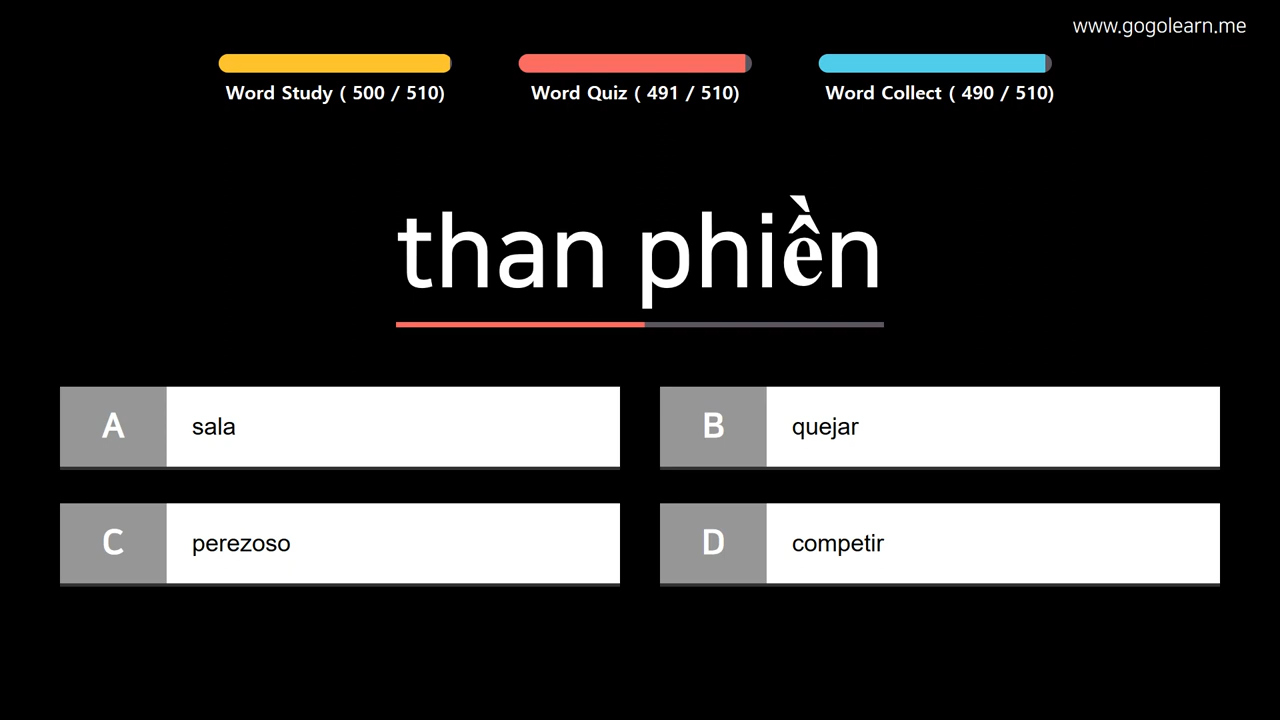 www.gogolearn.me
Word Study ( 500 / 510)
Word Quiz ( 491 / 510)
Word Collect ( 490 / 510)
than phiền
A
sala
B
quejar
C
perezoso
D
competir